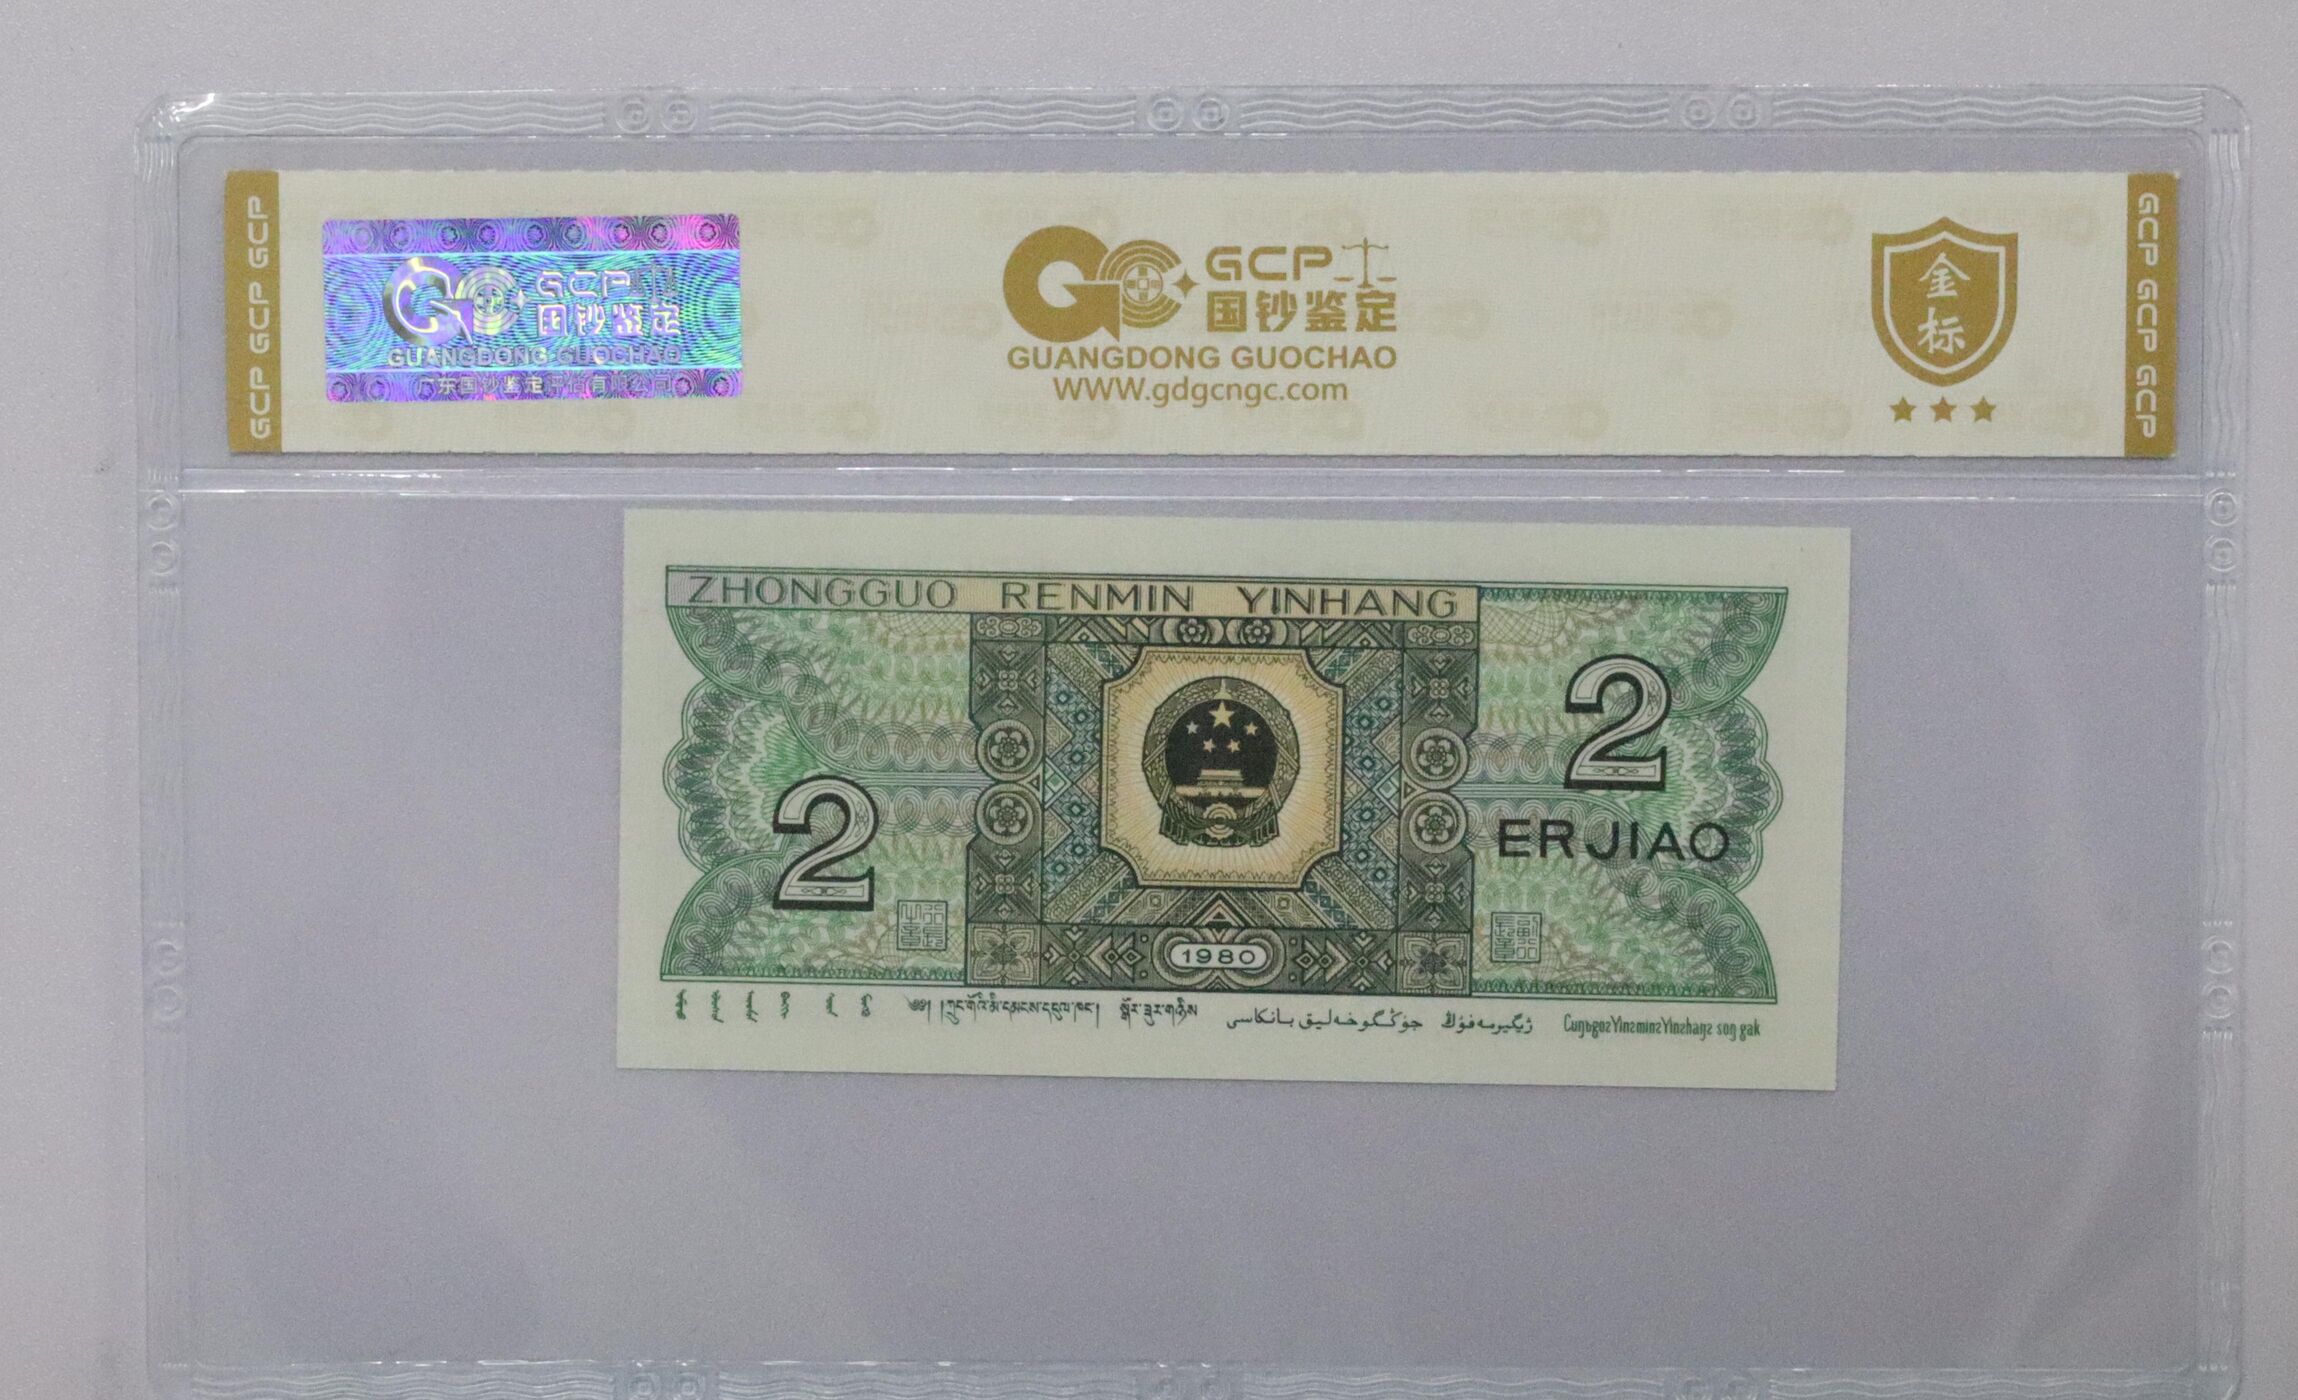 GCP GCP GCP
GCP
国钞鉴定
GUANGDONG GUOCHAO
广东国钞鉴定评估有限公司
GCP
国钞鉴定
GUANGDONG GUOCHAO
WWW.gdgcngc.com
金
标
GCP GCP GCP
ZHONGGUO RENMIN YINHANG
2
2
ER JIAO
1980